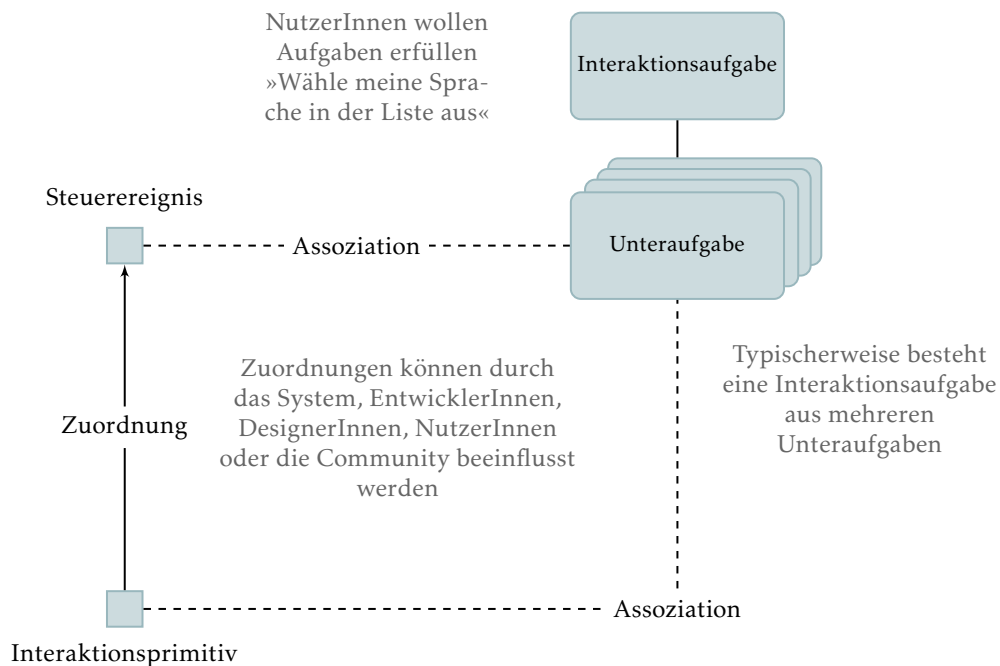 NutzerInnen wollen
Aufgaben erfüllen
»Wähle meine Spra-
che in der Liste aus«
Interaktionsaufgabe
Steuerereignis
Assoziation
Unteraufgabe
Zuordnungen können durch
das System, EntwicklerInnen,
DesignerInnen, NutzerInnen
oder die Community beeinflusst
werden
Typischerweise besteht
eine Interaktionsaufgabe
aus mehreren
Unteraufgaben
Zuordnung
Assoziation
Interaktionsprimitiv